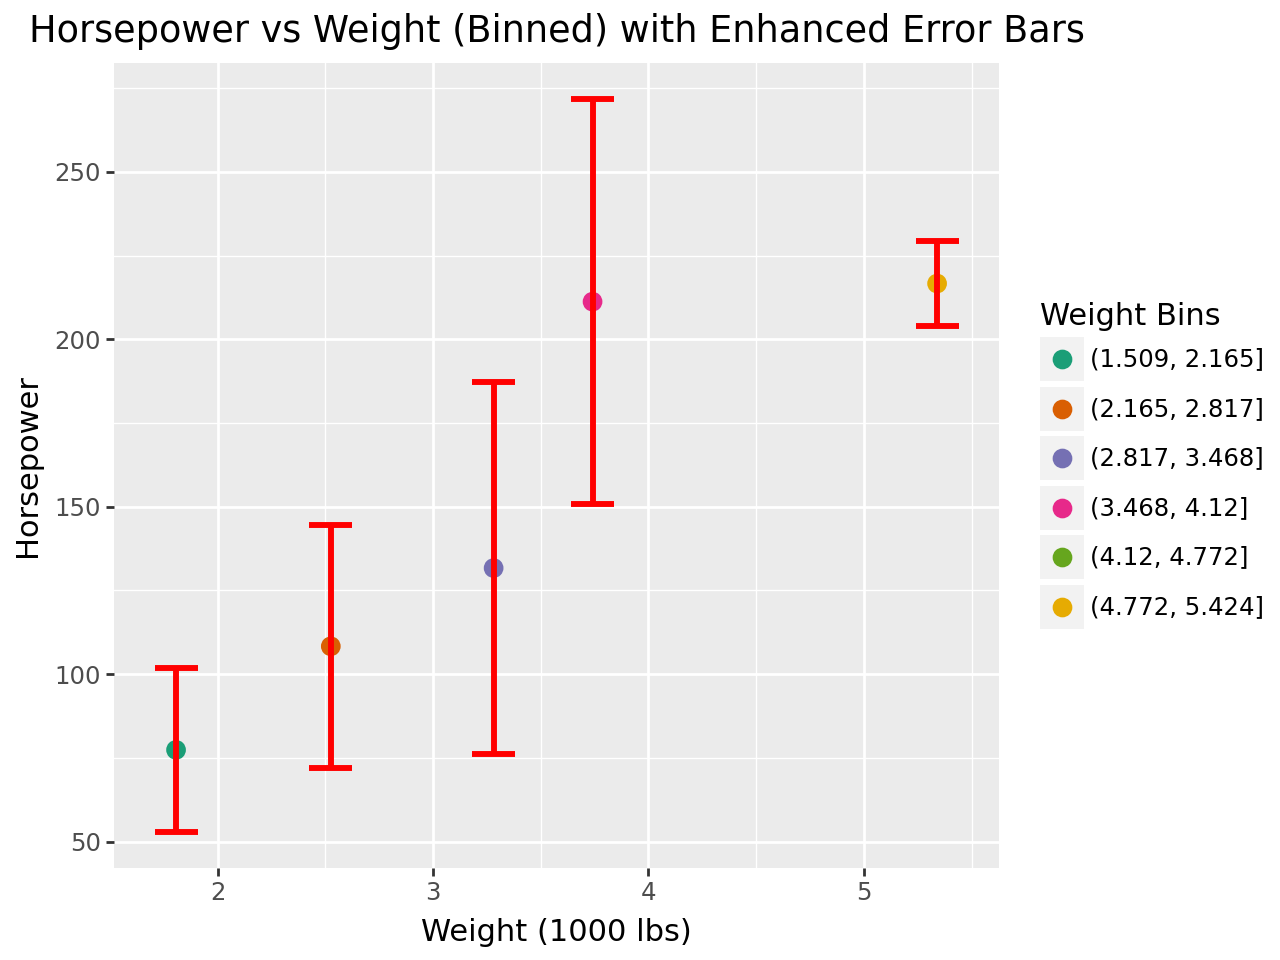 Horsepower vs Weight (Binned) with Enhanced Error Bars
250
200
150
100
50
Horsepower
2 3 4 5
Weight (1000 lbs)
Weight Bins
(1.509, 2.165]
(2.165, 2.817]
(2.817, 3.468]
(3.468, 4.12]
(4.12, 4.772]
(4.772, 5.424]